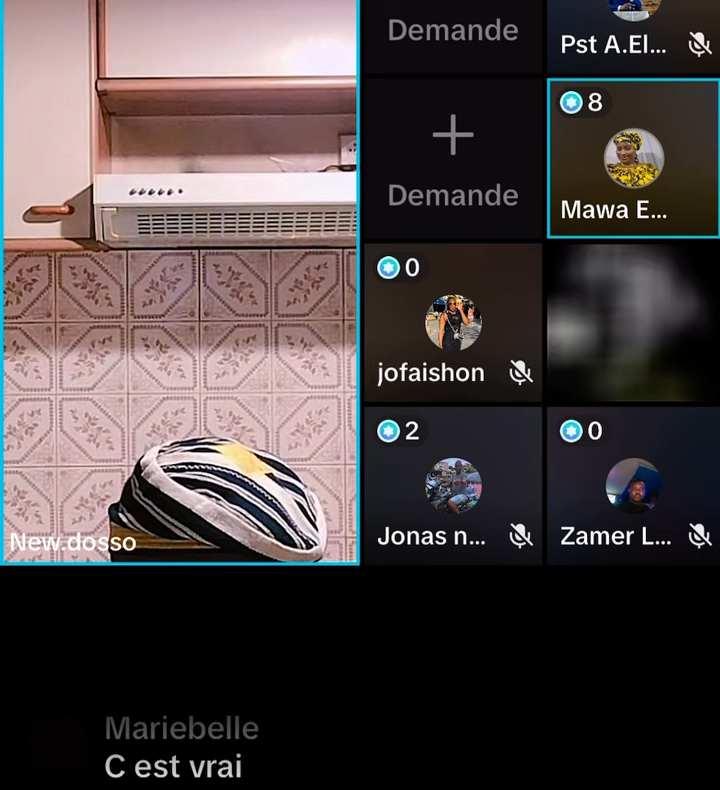 Demande
Pst A.El...
8
Demande
Mawa E...
0
jofaishon
2
0
Jonas n...
Zamer L...
New.dosso
Mariebelle
C est vrai